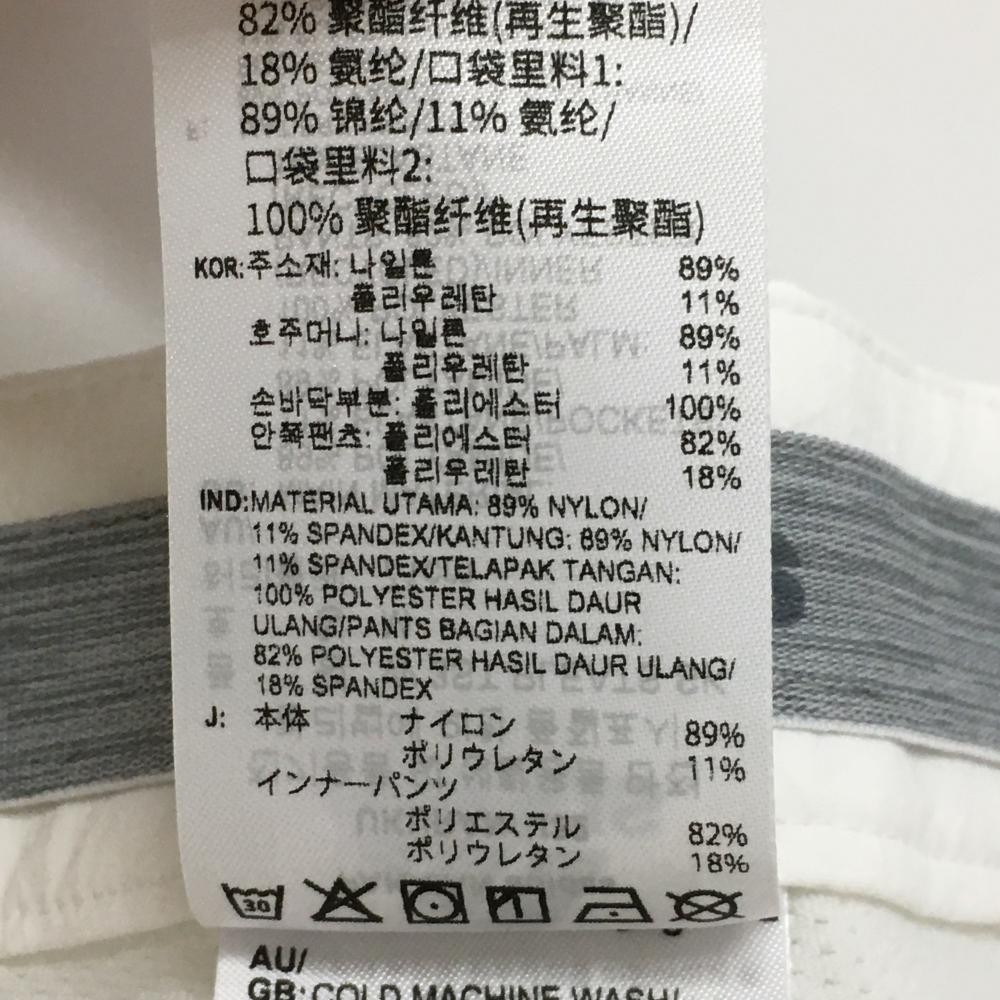 82% 聚酯纤维(再生聚酯)/
18% 氨纶/口袋里料1:
89% 锦纶/11% 氨纶/
口袋里料2:
100% 聚酯纤维(再生聚酯)
KOR:주소재: 나일론 89%
폴리우레탄 11%
호주머니: 나일론 89%
폴리우레탄 11%
손바닥부분: 폴리에스터 100%
안쪽팬츠: 폴리에스터 82%
폴리우레탄 18%
IND:MATERIAL UTAMA: 89% NYLON/
11% SPANDEX/KANTUNG: 89% NYLON/
11% SPANDEX/TELAPAK TANGAN:
100% POLYESTER HASIL DAUR
ULANG/PANTS BAGIAN DALAM:
82% POLYESTER HASIL DAUR ULANG/
18% SPANDEX
J: 本体 ナイロン 89%
ポリウレタン 11%
インナーパンツ
ポリエステル 82%
ポリウレタン 18%
30
AU/
GB:COLD MACHINE WASH/